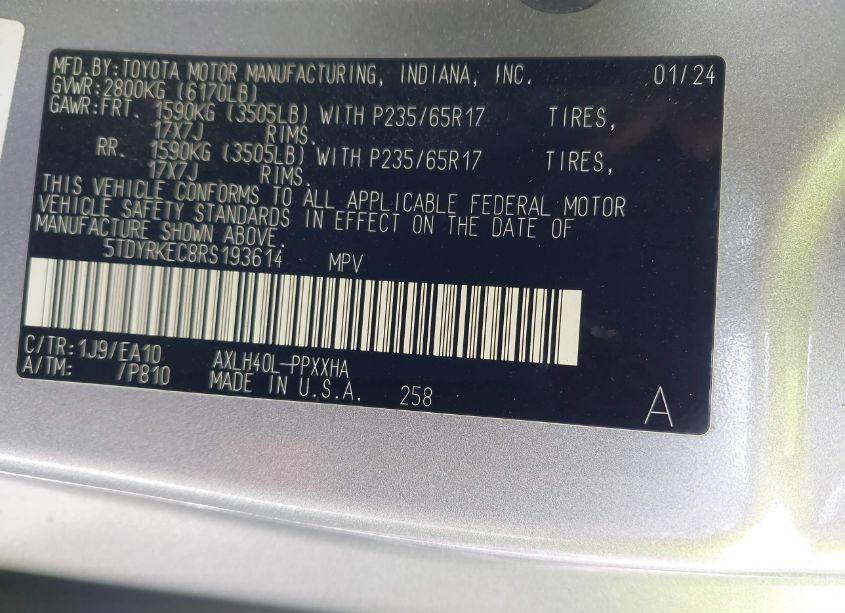 MFD.BY:TOYOTA MOTOR MANUFACTURING, INDIANA, INC. 01/24
GVWR:2800KG (6170LB)
GAWR:FRT. 1590KG (3505LB) WITH P235/65R17 TIRES,
17X7J RIMS.
RR. 1590KG (3505LB) WITH P235/65R17 TIRES,
17X7J RIMS.
THIS VEHICLE CONFORMS TO ALL APPLICABLE FEDERAL MOTOR
VEHICLE SAFETY STANDARDS IN EFFECT ON THE DATE OF
MANUFACTURE SHOWN ABOVE.
5TDYRKEC8RS193614 MPV
C/TR:1J9/EA10 AXLH40L-PPXXHA
A/TM: /P810 MADE IN U.S.A. 258 A